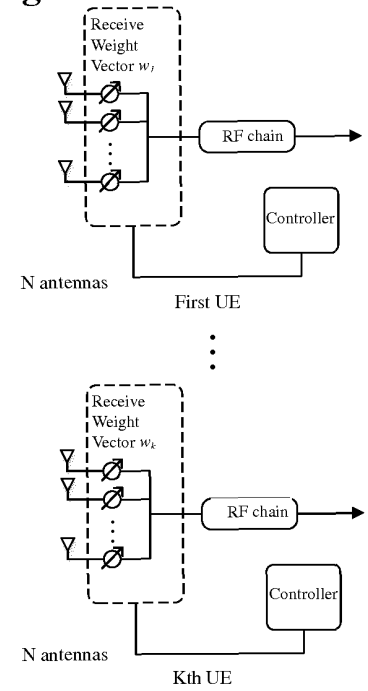 Receive
Weight
Vector w₁
RF chain
Controller
N antennas
First UE
Receive
Weight
Vector wₖ
RF chain
Controller
N antennas
Kth UE